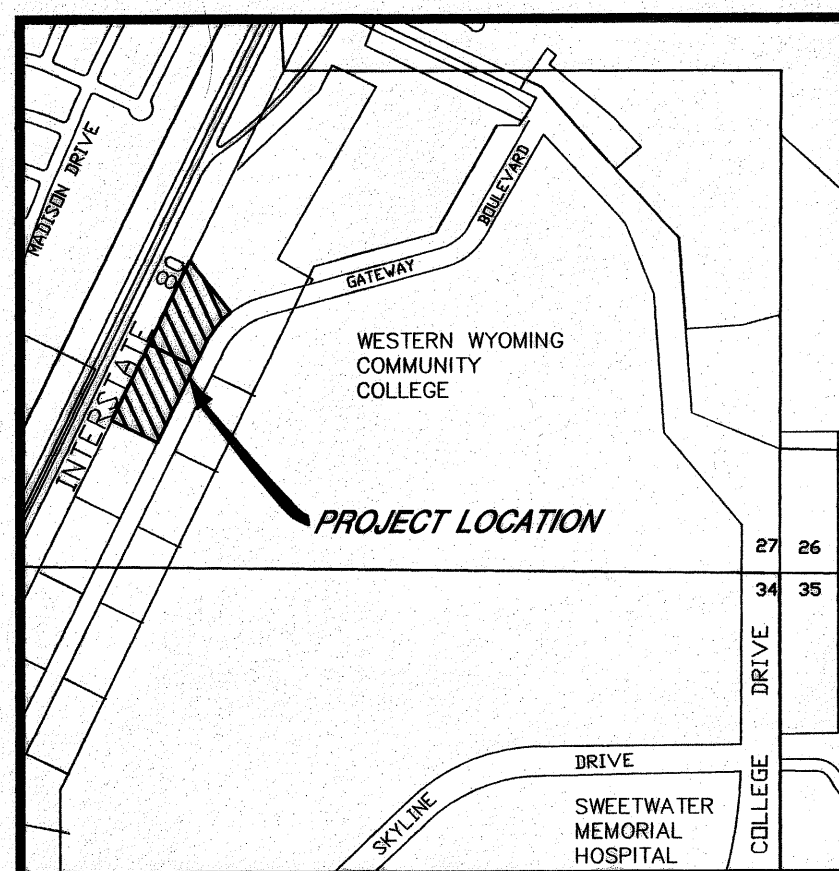 MADISON DRIVE
INTERSTATE 80
GATEWAY BOULEVARD
WESTERN WYOMING
COMMUNITY
COLLEGE
PROJECT LOCATION
27 26
34 35
COLLEGE DRIVE
SKYLINE DRIVE
SWEETWATER
MEMORIAL
HOSPITAL